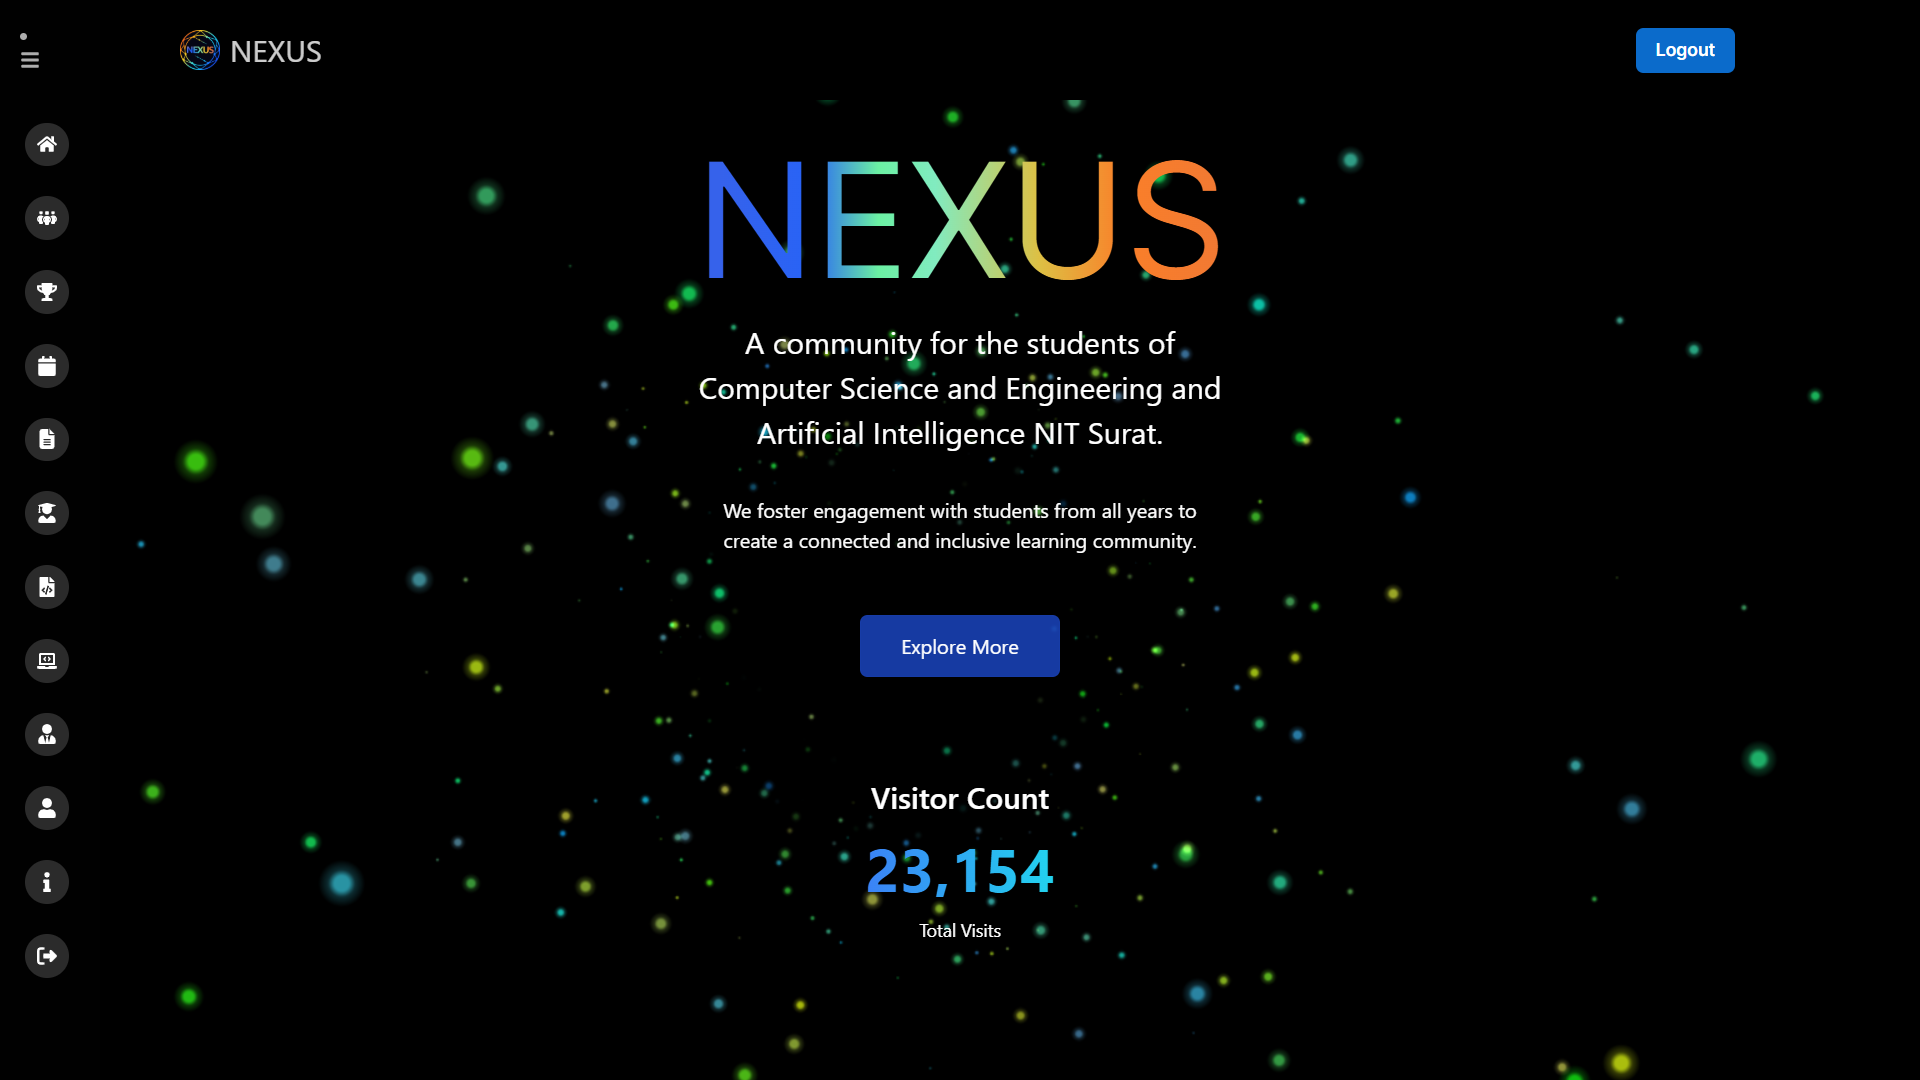 NEXUS
NEXUS
Logout
NEXUS
A community for the students of
Computer Science and Engineering and
Artificial Intelligence NIT Surat.
We foster engagement with students from all years to
create a connected and inclusive learning community.
Explore More
Visitor Count
23,154
Total Visits